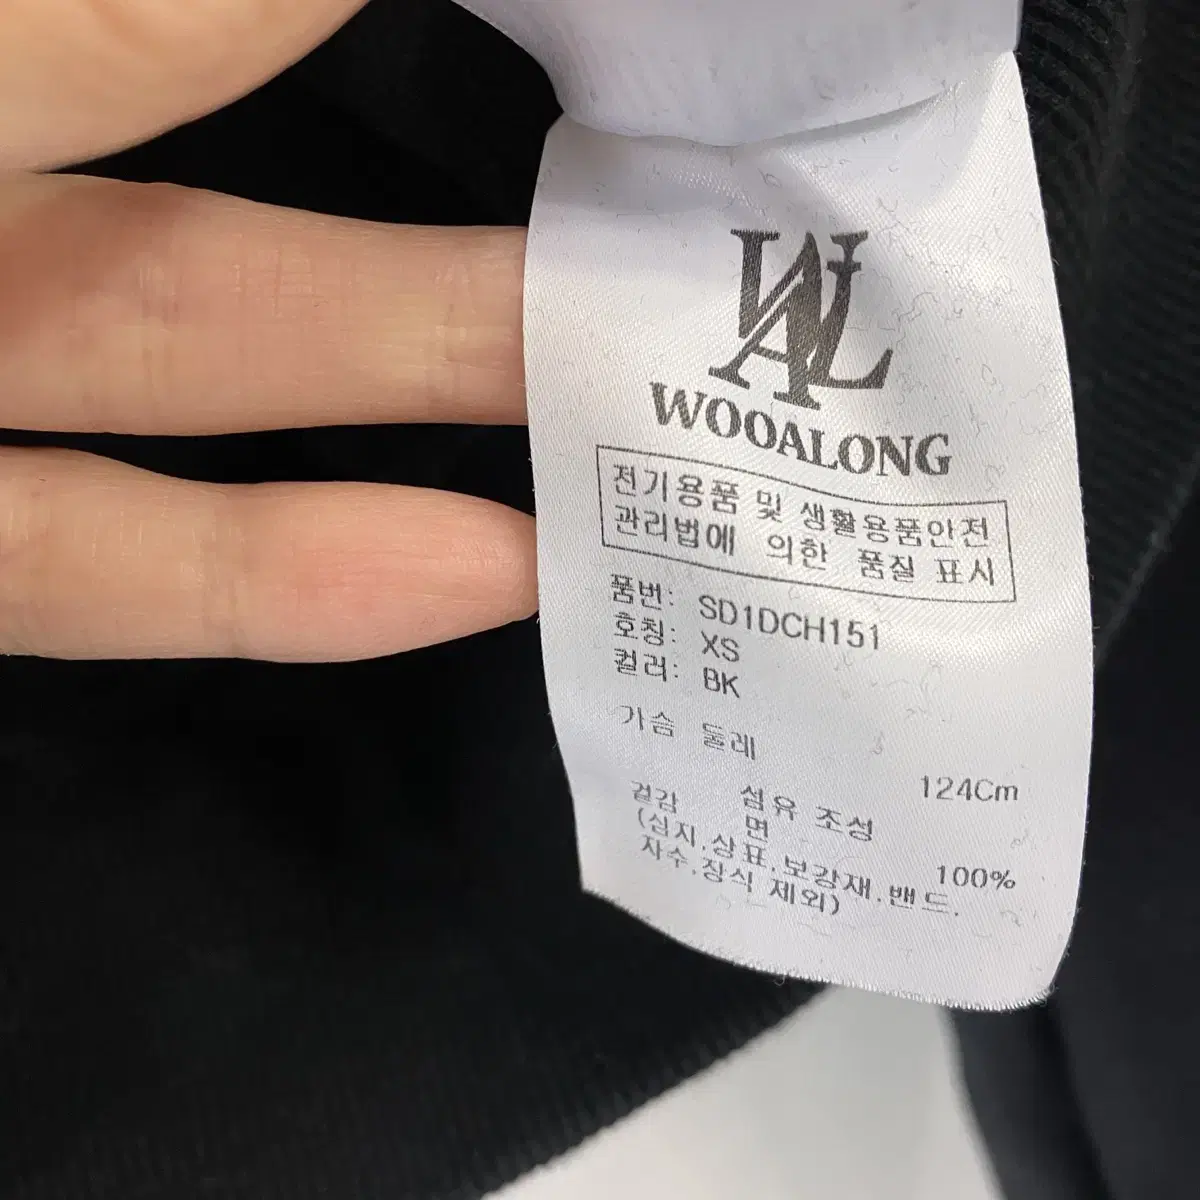 WAL
WOOALONG
전기용품 및 생활용품안전
관리법에 의한 품질 표시
품번: SD1DCH151
호칭: XS
컬러: BK
가슴 둘레
124Cm
섬유 조성
겉감 면
100%
(심지.상표.보강재.밴드.
자수.장식 제외)